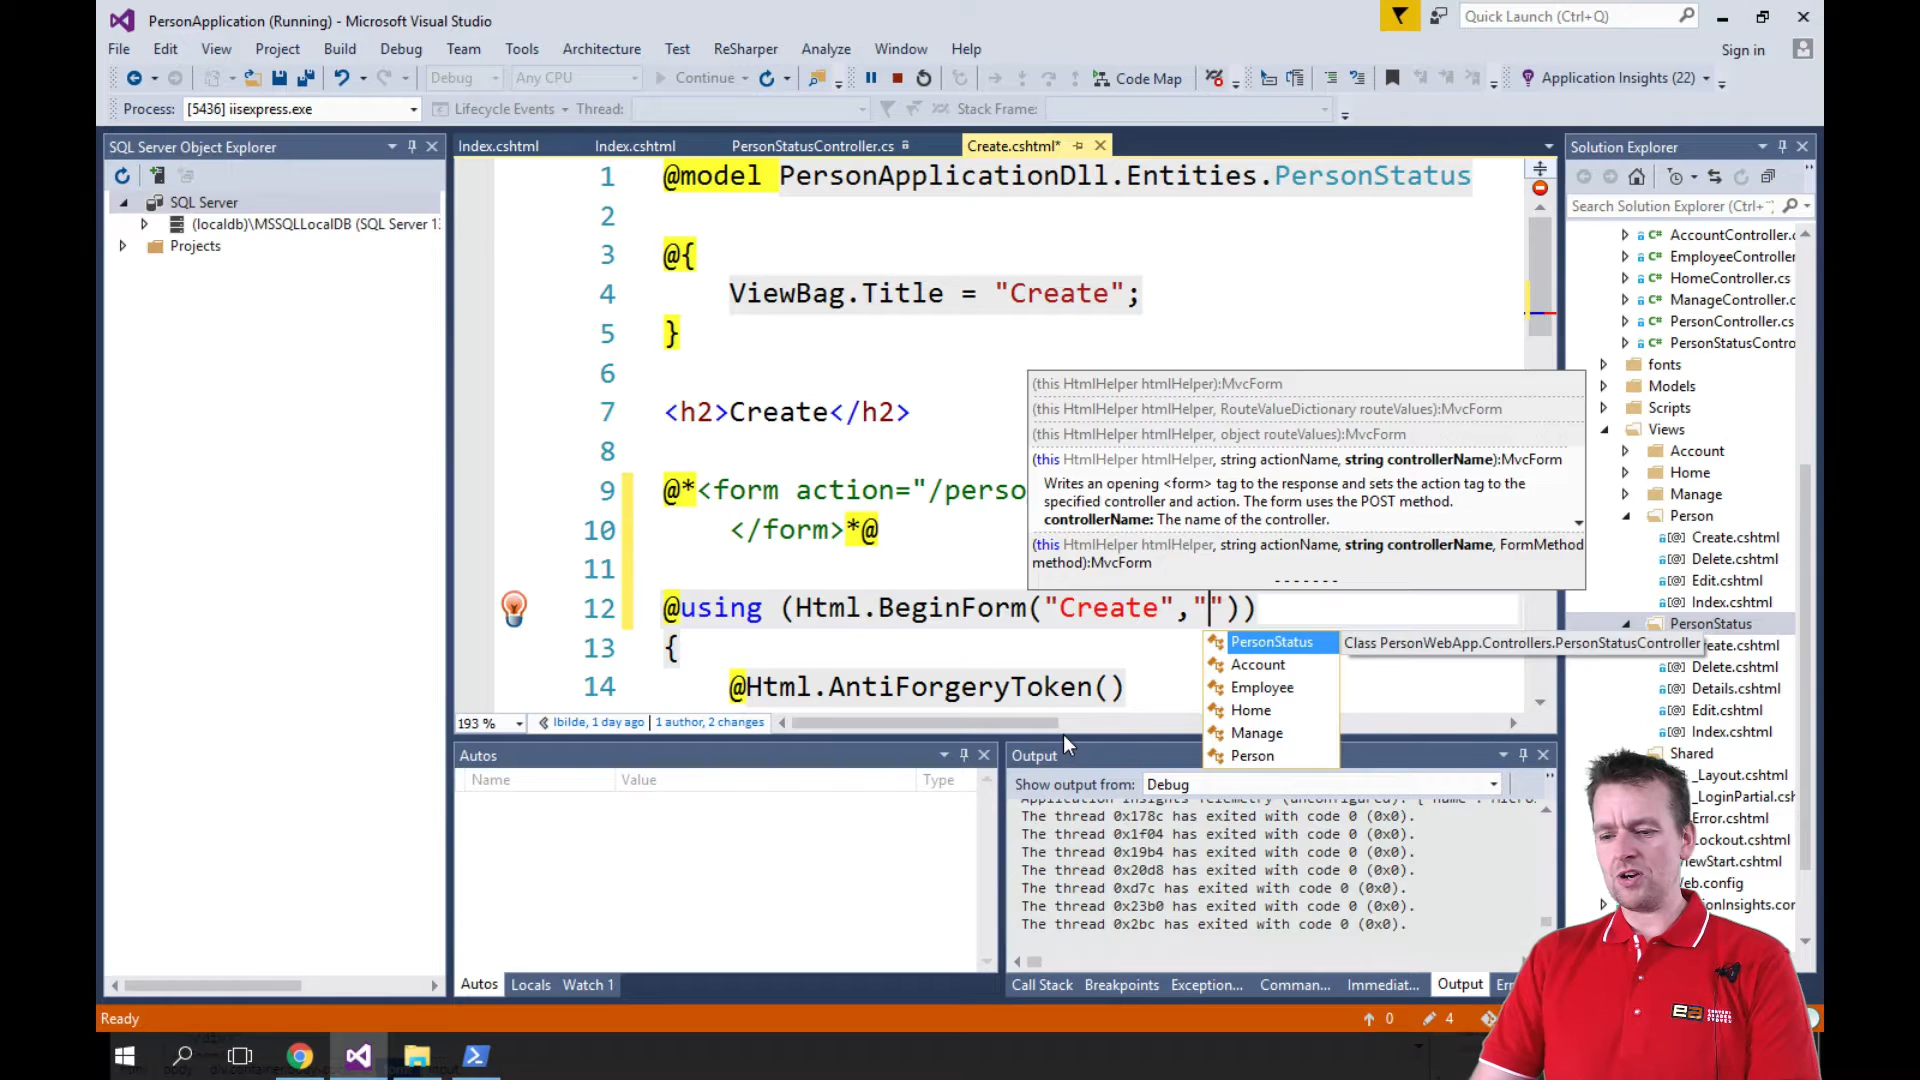 PersonApplication (Running) - Microsoft Visual Studio
Quick Launch (Ctrl+Q)
File Edit View Project Build Debug Team Tools Architecture Test ReSharper Analyze Window Help
Sign in
Debug Any CPU Continue Code Map Application Insights (22)
Process: [5436] iisexpress.exe Lifecycle Events Thread: Stack Frame:
SQL Server Object Explorer
SQL Server
(localdb)\MSSQLLocalDB (SQL Server 1
Projects
Index.cshtml Index.cshtml PersonStatusController.cs Create.cshtml*
1 @model PersonApplicationDll.Entities.PersonStatus
2
3 @{
4 ViewBag.Title = "Create";
5 }
6
7 <h2>Create</h2>
8
9 @*<form action="/perso
10 </form>*@
11
12 @using (Html.BeginForm("Create",""))
13 {
14 @Html.AntiForgeryToken()
(this HtmlHelper htmlHelper):MvcForm
(this HtmlHelper htmlHelper, RouteValueDictionary routeValues):MvcForm
(this HtmlHelper htmlHelper, object routeValues):MvcForm
(this HtmlHelper htmlHelper, string actionName, string controllerName):MvcForm
Writes an opening <form> tag to the response and sets the action tag to the
specified controller and action. The form uses the POST method.
controllerName: The name of the controller.
(this HtmlHelper htmlHelper, string actionName, string controllerName, FormMethod
method):MvcForm
PersonStatus
Account
Employee
Home
Manage
Person
Class PersonWebApp.Controllers.PersonStatusController
193 % lbilde, 1 day ago | 1 author, 2 changes
Autos
Name Value Type
Autos Locals Watch 1
Output
Show output from: Debug
The thread 0x178c has exited with code 0 (0x0).
The thread 0x1f04 has exited with code 0 (0x0).
The thread 0x19b4 has exited with code 0 (0x0).
The thread 0x20d8 has exited with code 0 (0x0).
The thread 0xd7c has exited with code 0 (0x0).
The thread 0x23b0 has exited with code 0 (0x0).
The thread 0x2bc has exited with code 0 (0x0).
Call Stack Breakpoints Exception... Comman... Immediat... Output Er
Solution Explorer
Search Solution Explorer (Ctrl+
AccountController.c
EmployeeController
HomeController.cs
ManageController.c
PersonController.cs
PersonStatusContro
fonts
Models
Scripts
Views
Account
Home
Manage
Person
Create.cshtml
Delete.cshtml
Edit.cshtml
Index.cshtml
PersonStatus
reate.cshtml
Delete.cshtml
Details.cshtml
Edit.cshtml
Index.cshtml
Shared
_Layout.cshtml
_LoginPartial.csh
Error.cshtml
ockout.cshtml
ewStart.cshtml
eb.config
ionInsights.con
Ready
0 4